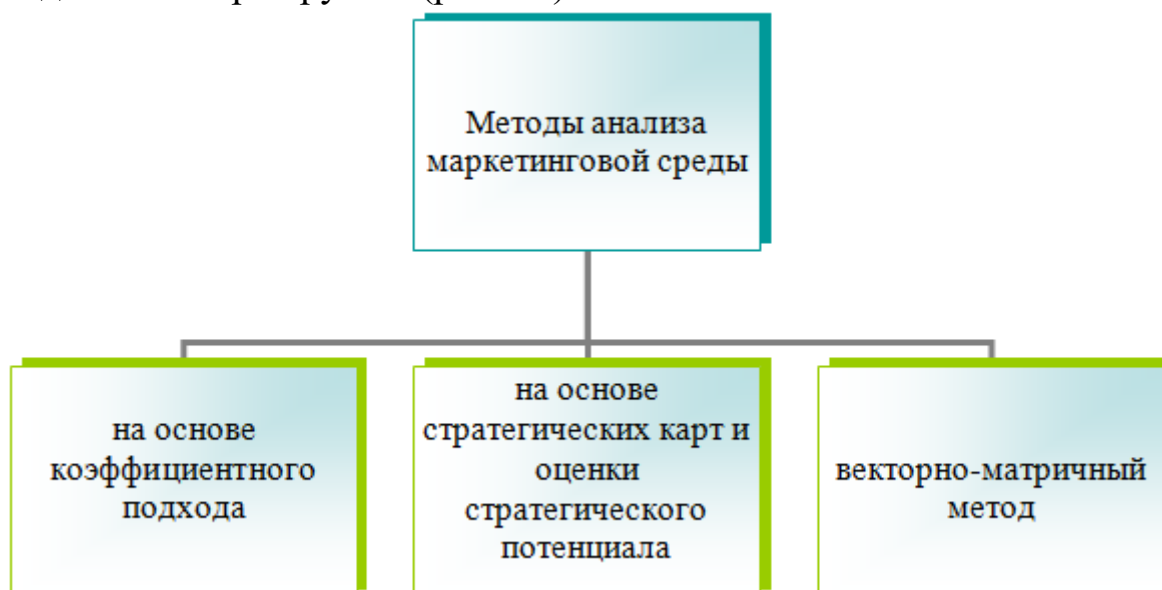 Методы анализа
маркетинговой среды
на основе
коэффициентного
подхода
на основе
стратегических карт и
оценки
стратегического
потенциала
векторно-матричный
метод